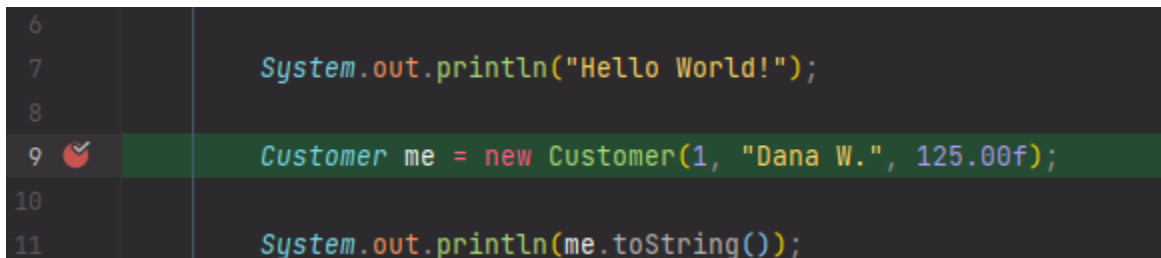 6
7 System.out.println("Hello World!");
8
9 Customer me = new Customer(1, "Dana W.", 125.00f);
10
11 System.out.println(me.toString());